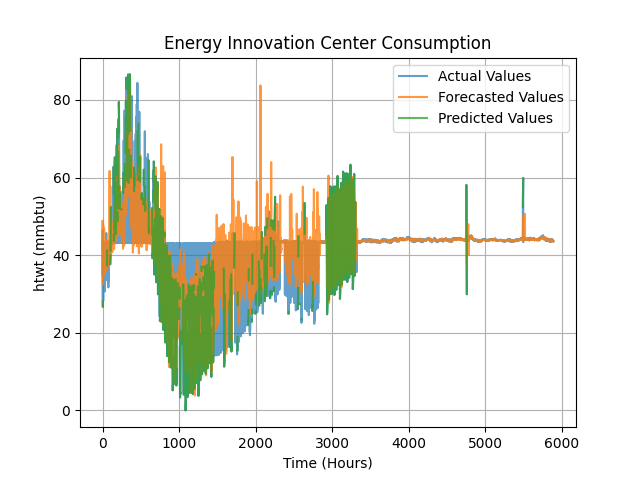 Energy Innovation Center Consumption
Actual Values
Forecasted Values
Predicted Values
htwt (mmbtu)
80
60
40
20
0
0 1000 2000 3000 4000 5000 6000
Time (Hours)